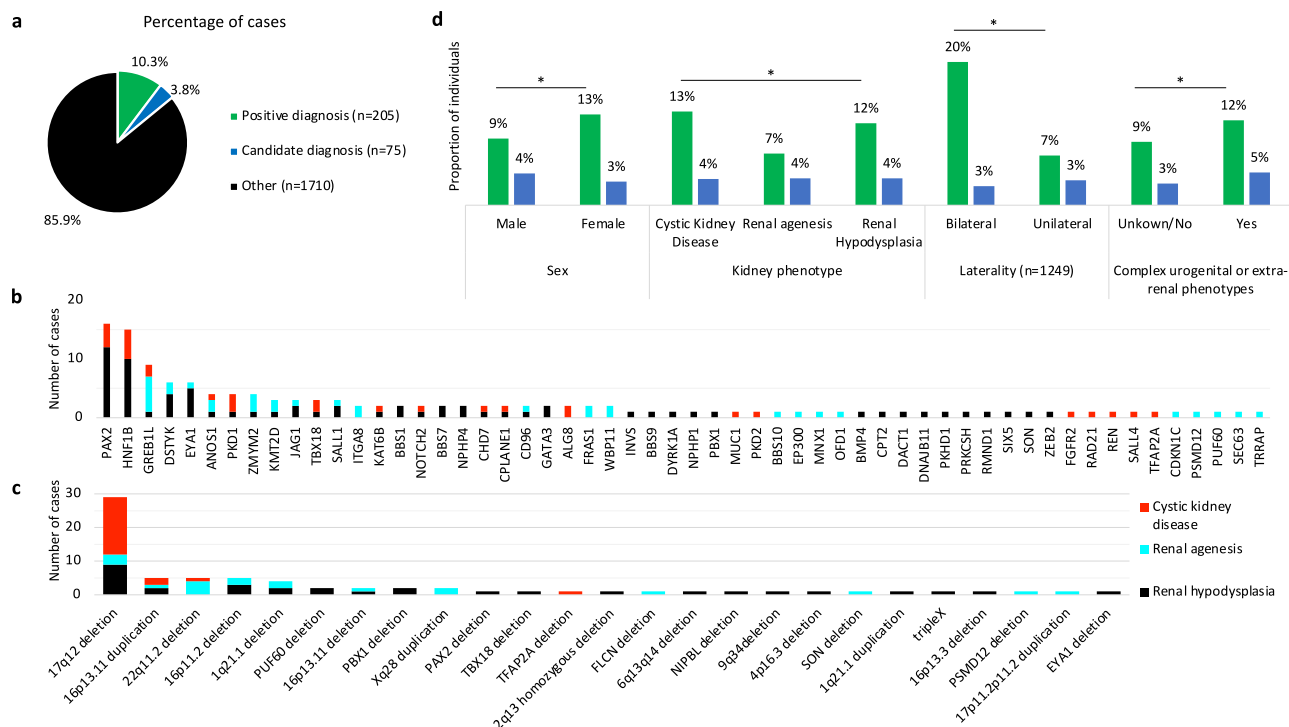 a
Percentage of cases
10.3%
3.8%
85.9%
Positive diagnosis (n=205)
Candidate diagnosis (n=75)
Other (n=1710)
d
Proportion of individuals
*
*
*
*
9%
4%
13%
3%
13%
4%
7%
4%
12%
4%
20%
3%
7%
3%
9%
3%
12%
5%
Male
Female
Cystic Kidney
Disease
Renal agenesis
Renal
Hypodysplasia
Bilateral
Unilateral
Unkown/No
Yes
Sex
Kidney phenotype
Laterality (n=1249)
Complex urogenital or extra-
renal phenotypes
b
Number of cases
20
10
0
PAX2
HNF1B
GREB1L
DSTYK
EYA1
ANOS1
PKD1
ZMYM2
KMT2D
JAG1
TBX18
SALL1
ITGA8
KAT6B
BBS1
NOTCH2
BBS7
NPHP4
CHD7
CPLANE1
CD96
GATA3
ALG8
FRAS1
WBP11
INVS
BBS9
DYRK1A
NPHP1
PBX1
MUC1
PKD2
BBS10
EP300
MNX1
OFD1
BMP4
CPT2
DACT1
DNAJB11
PKHD1
PRKCSH
RMND1
SIX5
SON
ZEB2
FGFR2
RAD21
REN
SALL4
TFAP2A
CDKN1C
PSMD12
PUF60
SEC63
TRRAP
c
Number of cases
30
20
10
0
17q12 deletion
16p13.11 duplication
22q11.2 deletion
16p11.2 deletion
1q21.1 deletion
PUF60 deletion
16p13.11 deletion
PBX1 deletion
Xq28 duplication
PAX2 deletion
TBX18 deletion
TFAP2A deletion
2q13 homozygous deletion
FLCN deletion
6q13q14 deletion
NIPBL deletion
9q34deletion
4p16.3 deletion
SON deletion
1q21.1 duplication
tripleX
16p13.3 deletion
PSMD12 deletion
17p11.2p11.2 duplication
EYA1 deletion
Cystic kidney
disease
Renal agenesis
Renal hypodysplasia